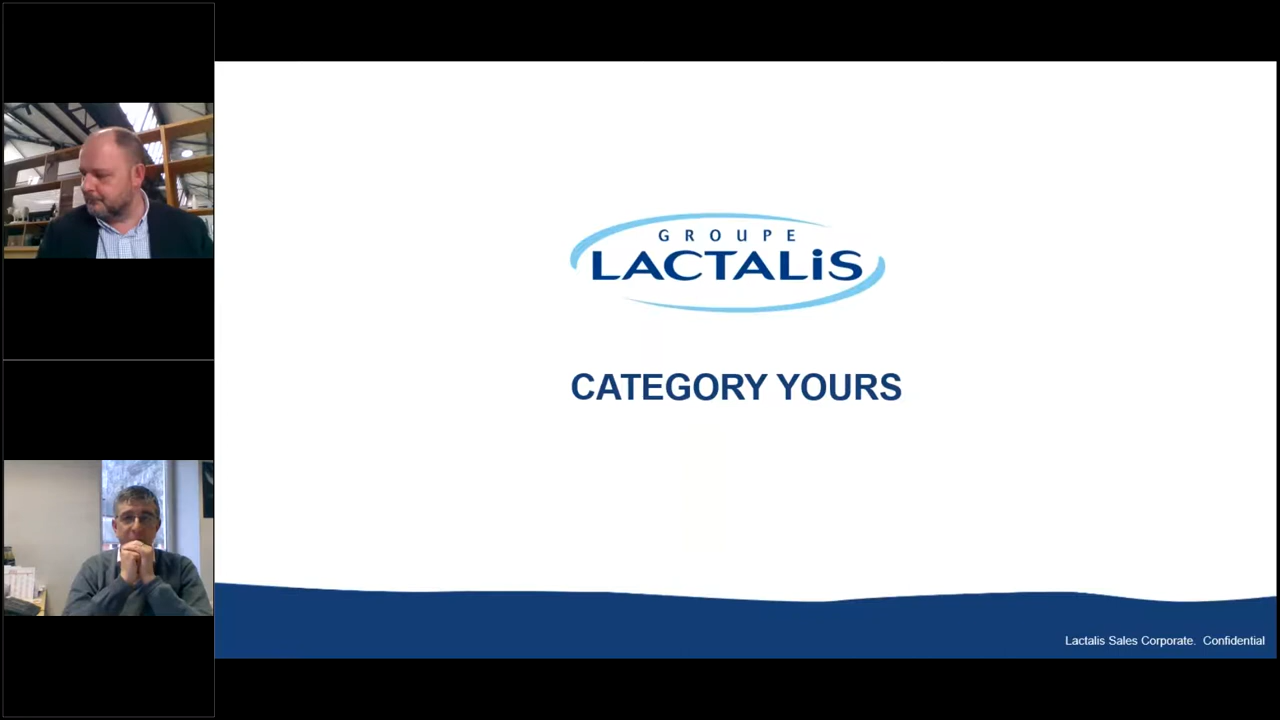 GROUPE
LACTALiS
CATEGORY YOURS
Lactalis Sales Corporate. Confidential